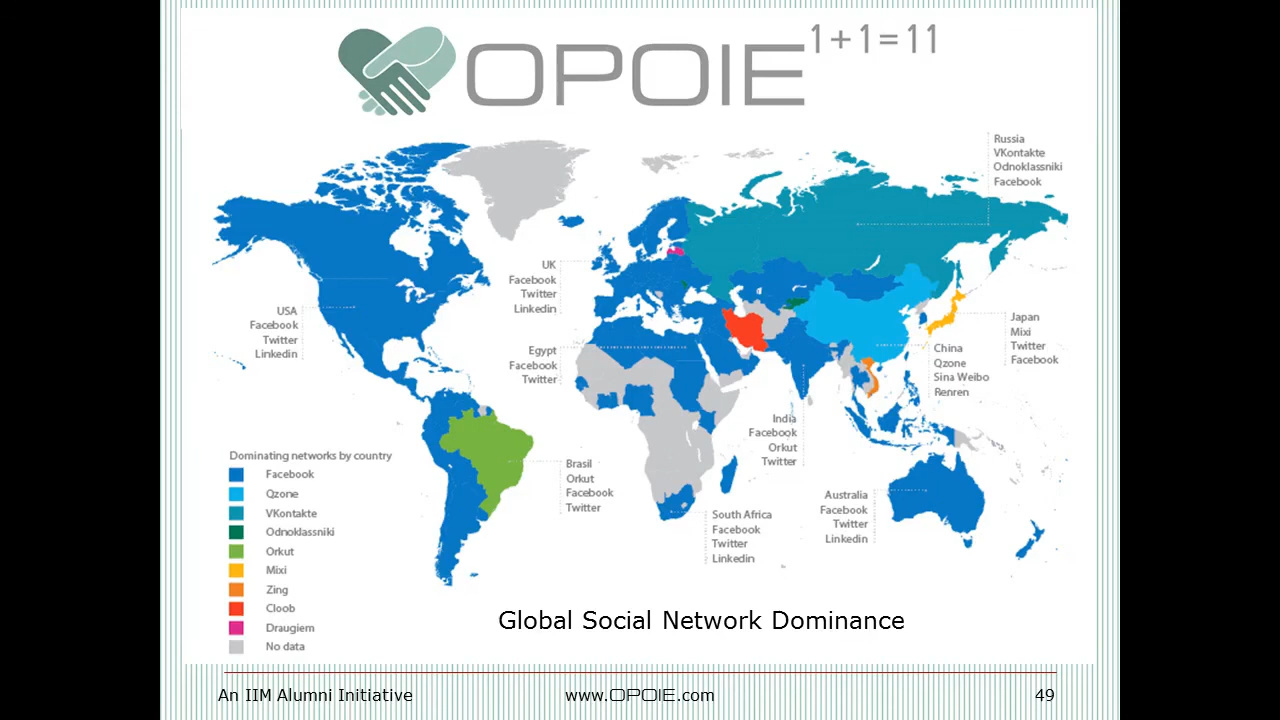 OPOIE 1+1=11
Russia
VKontakte
Odnoklassniki
Facebook
UK
Facebook
Twitter
Linkedin
USA
Facebook
Twitter
Linkedin
Egypt
Facebook
Twitter
Japan
Mixi
Twitter
Facebook
China
Qzone
Sina Weibo
Renren
India
Facebook
Orkut
Twitter
Brasil
Orkut
Facebook
Twitter
South Africa
Facebook
Twitter
Linkedin
Australia
Facebook
Twitter
Linkedin
Dominating networks by country
Facebook
Qzone
VKontakte
Odnoklassniki
Orkut
Mixi
Zing
Cloob
Draugiem
No data
Global Social Network Dominance
An IIM Alumni Initiative
www.OPOIE.com
49